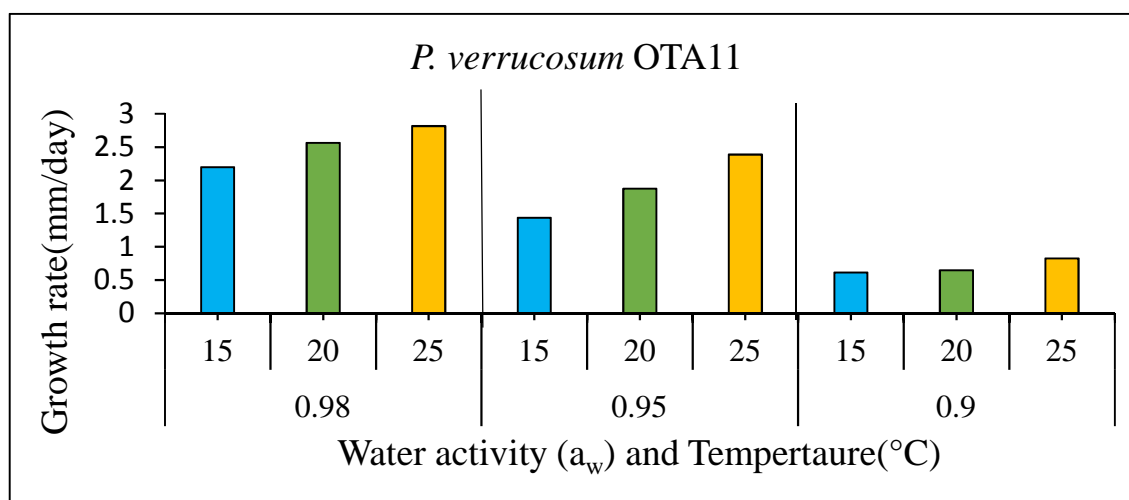 P. verrucosum OTA11
Growth rate(mm/day)
3
2.5
2
1.5
1
0.5
0
15 20 25 15 20 25 15 20 25
0.98 0.95 0.9
Water activity (aw) and Tempertaure(°C)